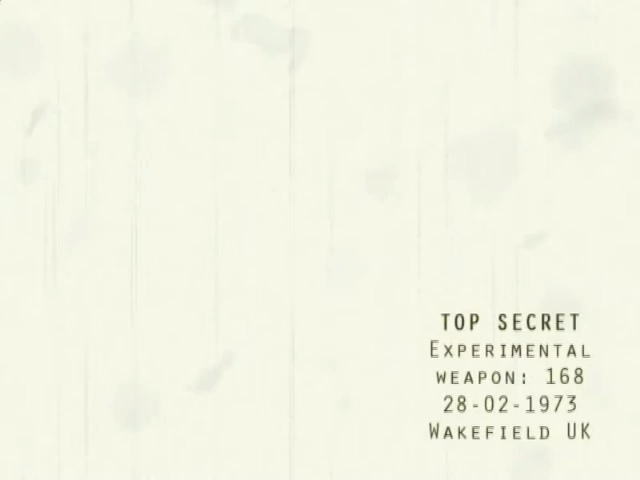 TOP SECRET
EXPERIMENTAL
WEAPON: 168
28-02-1973
WAKEFIELD UK